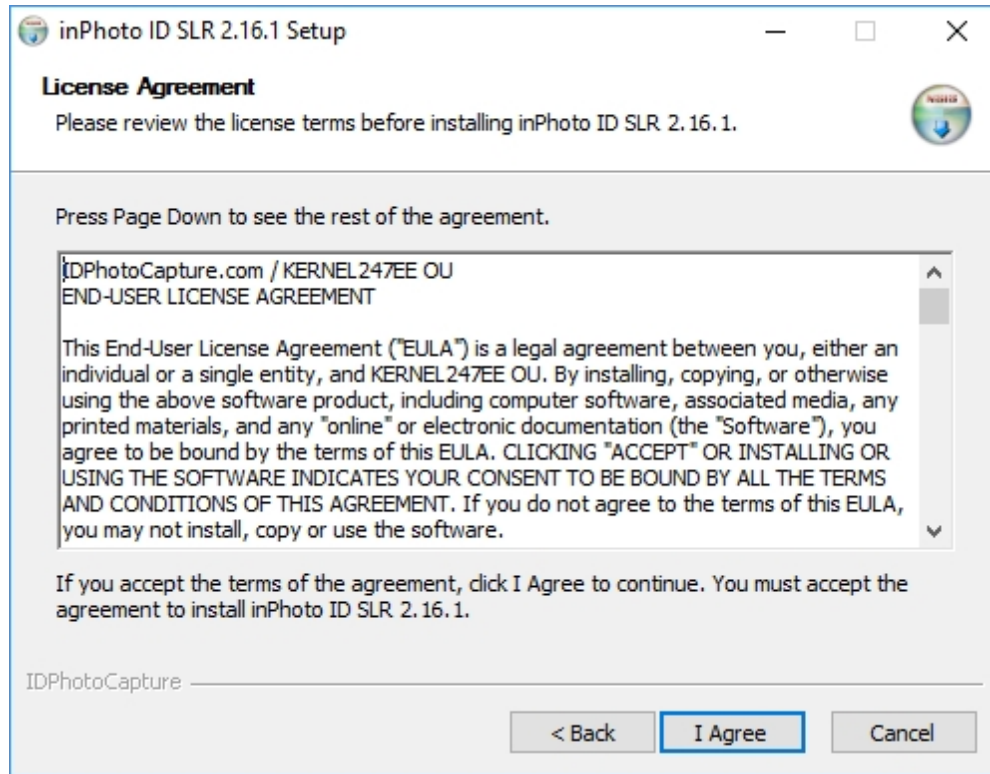 inPhoto ID SLR 2.16.1 Setup
License Agreement
Please review the license terms before installing inPhoto ID SLR 2.16.1.
Press Page Down to see the rest of the agreement.
IDPhotoCapture.com / KERNEL247EE OU
END-USER LICENSE AGREEMENT
This End-User License Agreement ("EULA") is a legal agreement between you, either an
individual or a single entity, and KERNEL247EE OU. By installing, copying, or otherwise
using the above software product, including computer software, associated media, any
printed materials, and any "online" or electronic documentation (the "Software"), you
agree to be bound by the terms of this EULA. CLICKING "ACCEPT" OR INSTALLING OR
USING THE SOFTWARE INDICATES YOUR CONSENT TO BE BOUND BY ALL THE TERMS
AND CONDITIONS OF THIS AGREEMENT. If you do not agree to the terms of this EULA,
you may not install, copy or use the software.
If you accept the terms of the agreement, click I Agree to continue. You must accept the
agreement to install inPhoto ID SLR 2.16.1.
IDPhotoCapture
< Back
I Agree
Cancel